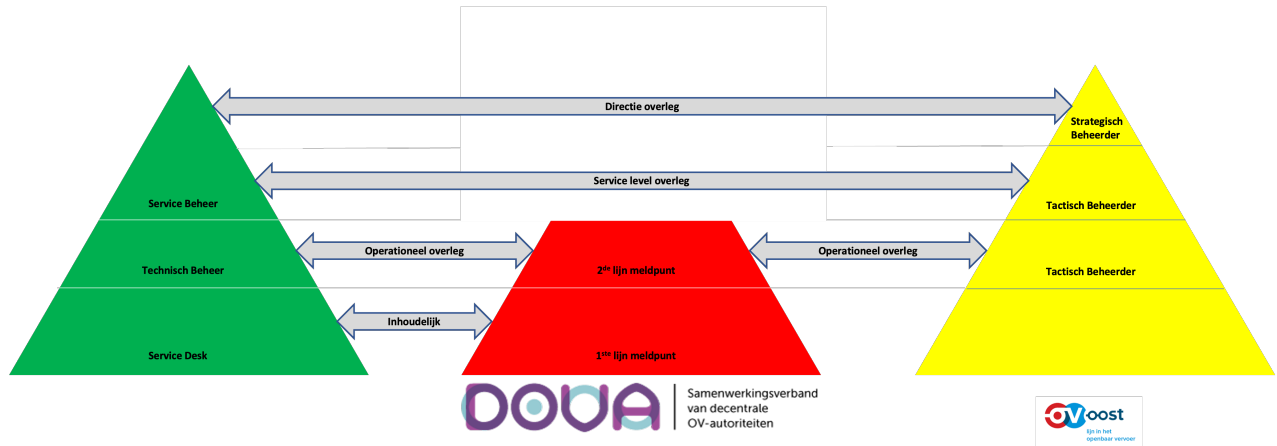 Directie overleg
Strategisch
Beheerder
Service level overleg
Service Beheer
Tactisch Beheerder
Operationeel overleg
Operationeel overleg
Technisch Beheer
2de lijn meldpunt
Tactisch Beheerder
Inhoudelijk
Service Desk
1ste lijn meldpunt
DOVA
Samenwerkingsverband
van decentrale
OV-autoriteiten
OV-oost
lijn in het
openbaar vervoer